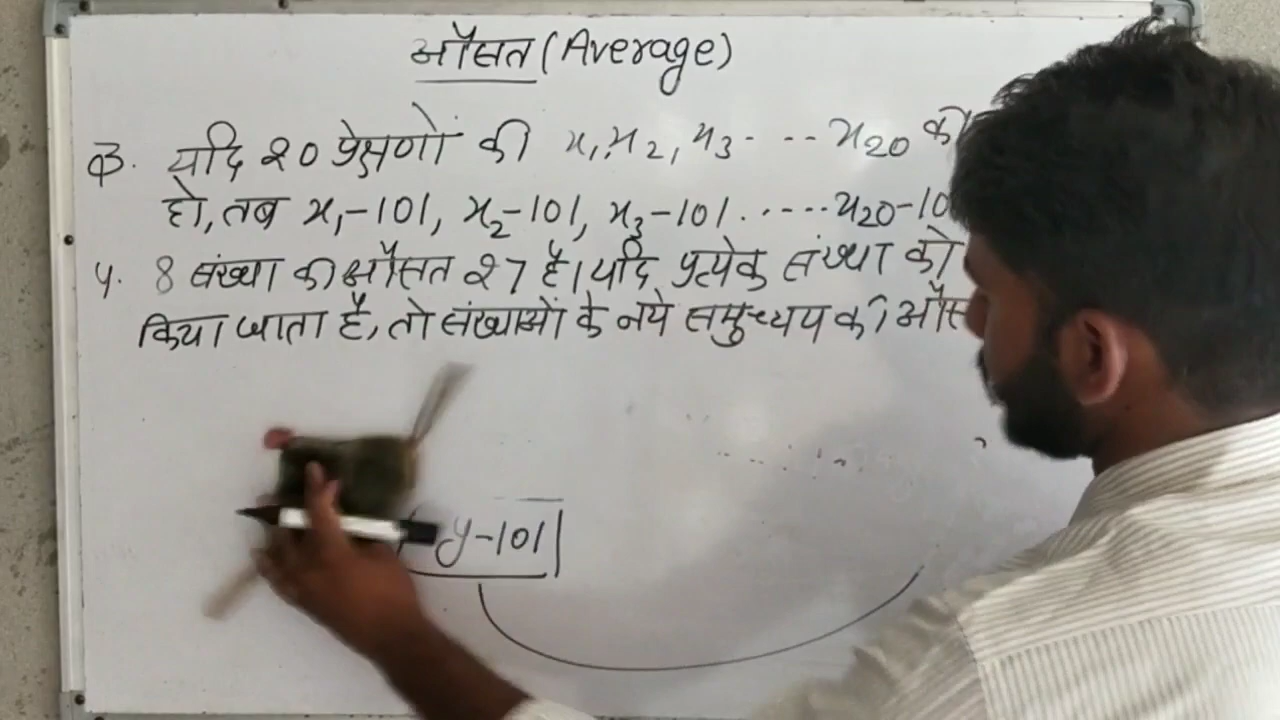 औसत (Average)
उ. यदि 20 प्रेक्षणों की x₁, x₂, x₃ - -- x₂₀ की
हो, तब x₁-101, x₂-101, x₃-101. ..... x₂₀-10
4. 8 संख्या की औसत 27 है। यदि प्रत्येक संख्या को
किया जाता है, तो संख्याओं के नये समुच्चय की औस
y-101